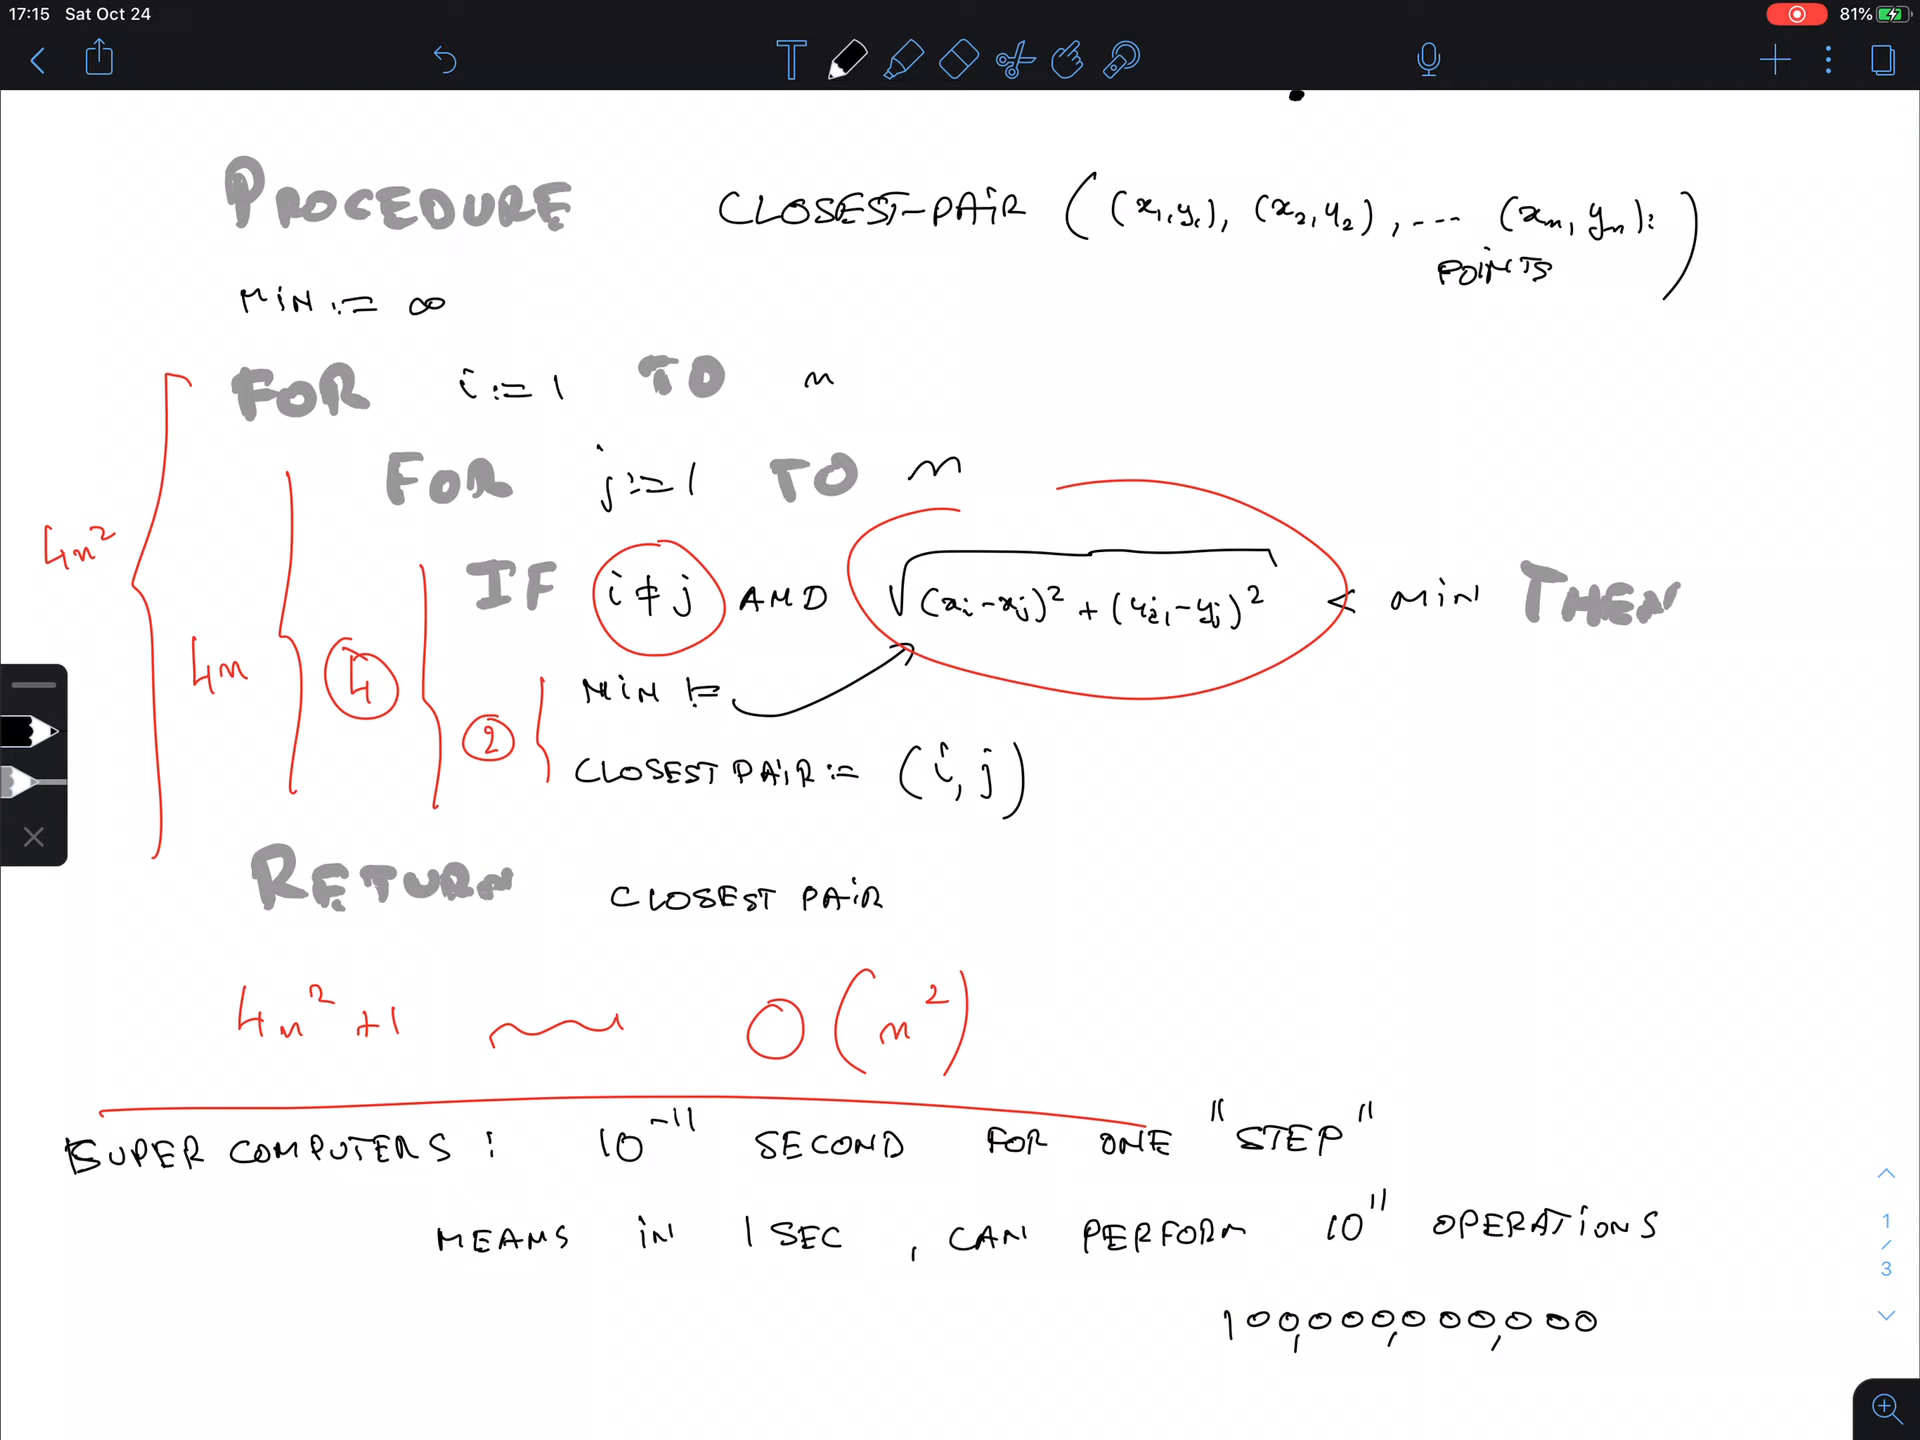 17:15 Sat Oct 24 81%
PROCEDURE CLOSEST-PAIR ((x₁,y₁), (x₂,y₂), ... (xₙ, yₙ):
POINTS)
MIN := ∞
FOR i := 1 TO n
FOR j := 1 TO n
4n²
IF i ≠ j AND √(xᵢ-xⱼ)² + (yᵢ-yⱼ)² < MIN THEN
4n 4 MIN :=
2 CLOSEST PAIR := (i, j)
RETURN CLOSEST PAIR
4n² + 1 O(n²)
SUPER COMPUTERS : 10⁻¹¹ SECOND FOR ONE "STEP"
MEANS IN 1 SEC, CAN PERFORM 10¹¹ OPERATIONS
1
/
3
100,000,000,000